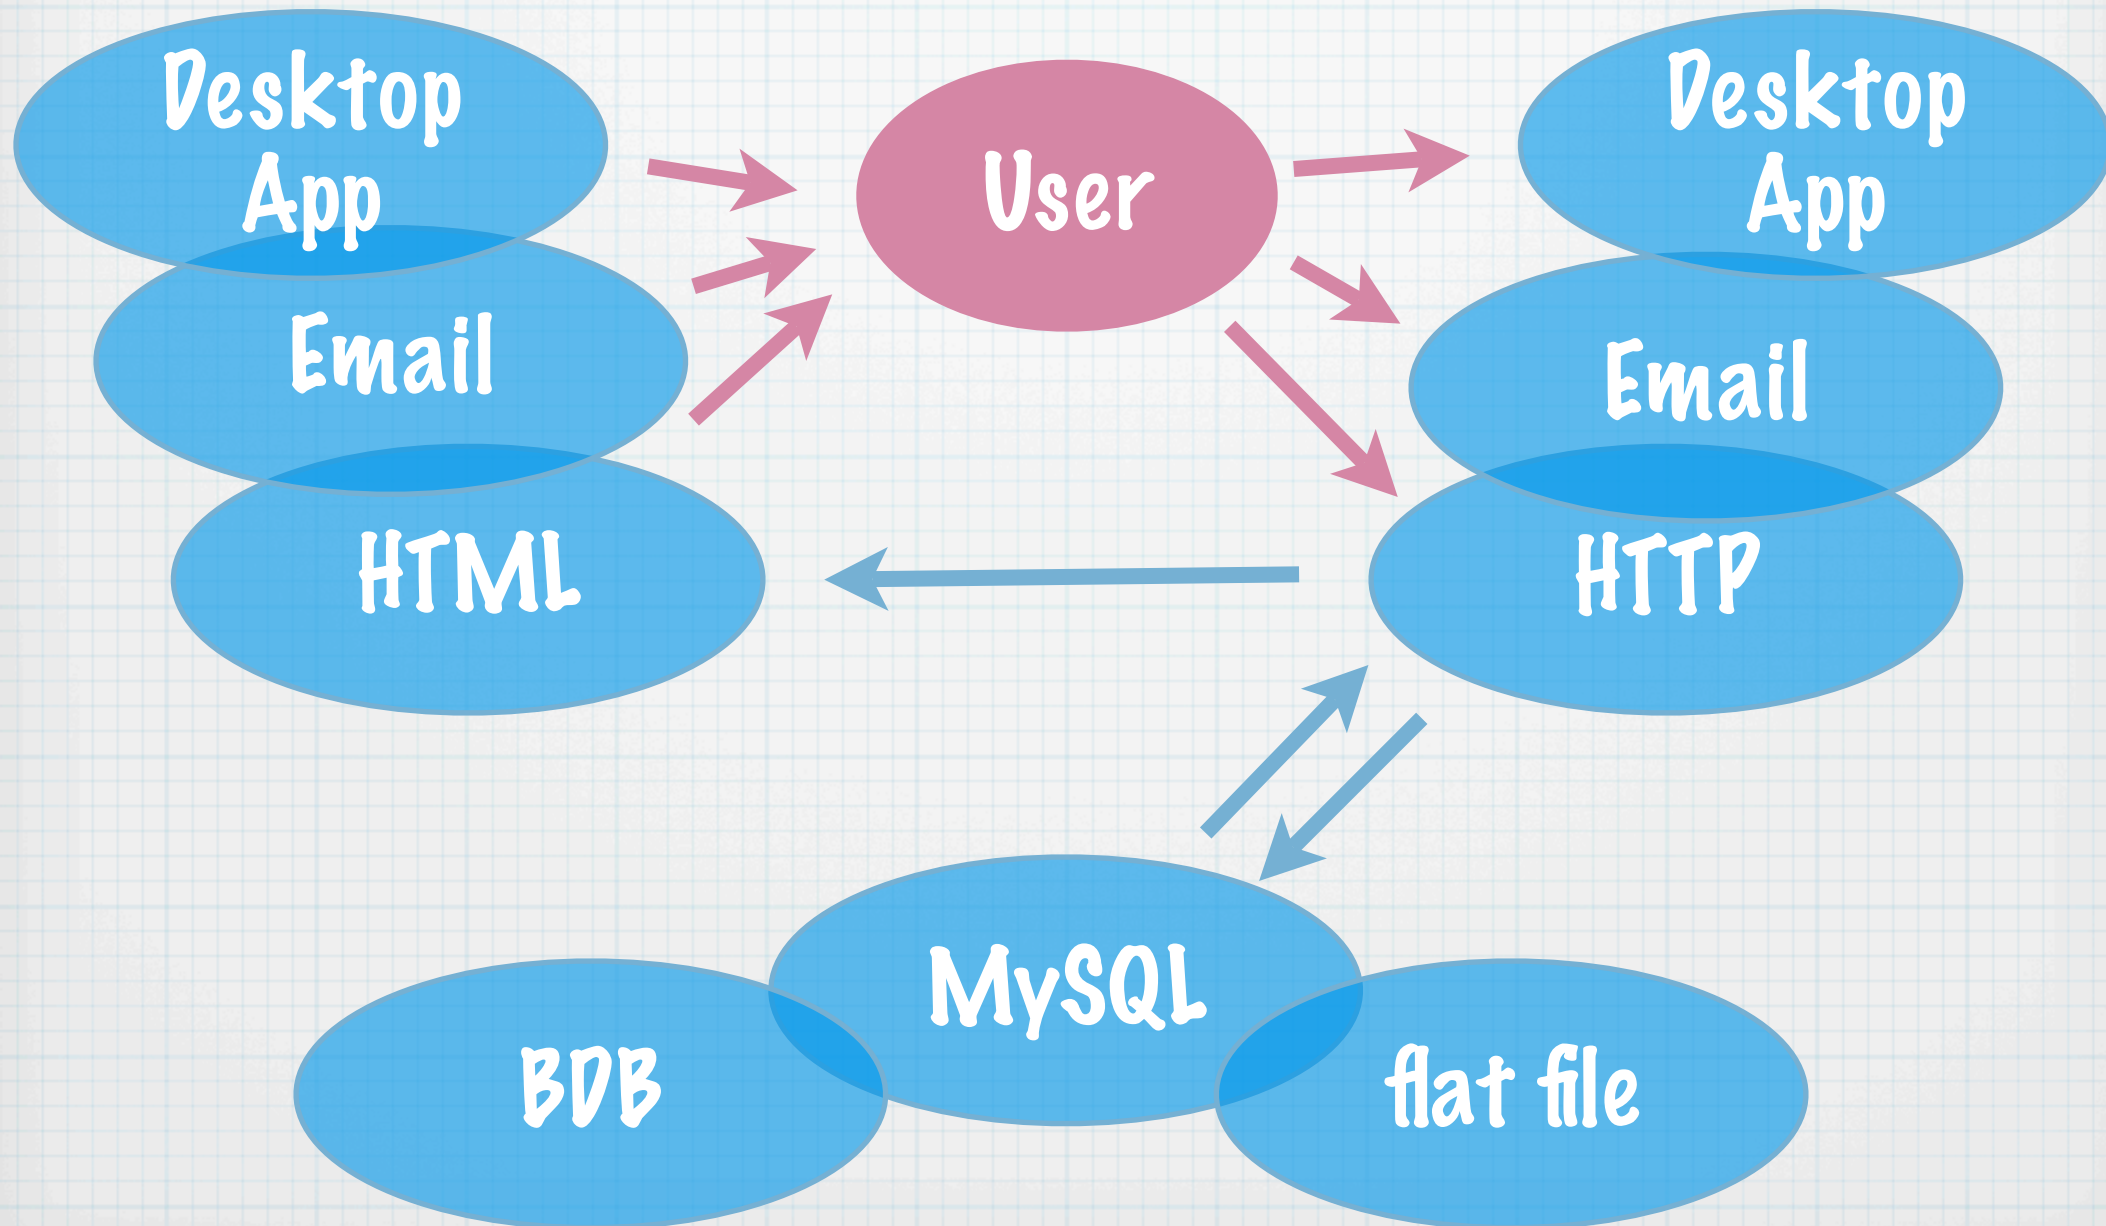 Desktop
App
User
Desktop
App
Email
Email
HTML
HTTP
MySQL
BDB
flat file